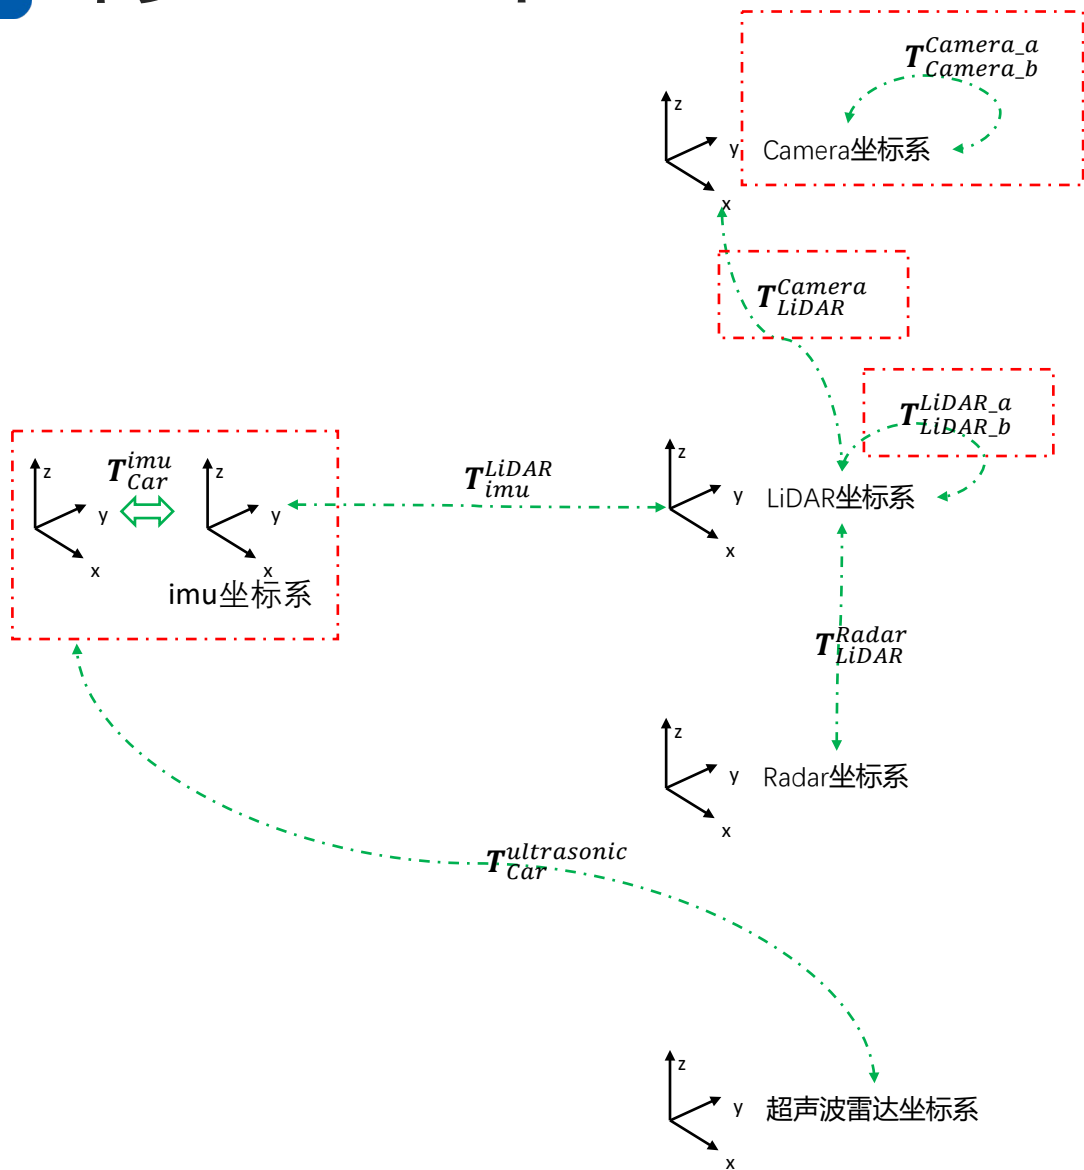 T^{Camera_a}_{Camera_b}
z
y
x
Camera坐标系
T^{Camera}_{LiDAR}
T^{LiDAR_a}_{LiDAR_b}
z
y
x
T^{imu}_{Car}
z
y
x
imu坐标系
T^{LiDAR}_{imu}
z
y
x
LiDAR坐标系
T^{Radar}_{LiDAR}
z
y
x
Radar坐标系
T^{ultrasonic}_{Car}
z
y
x
超声波雷达坐标系